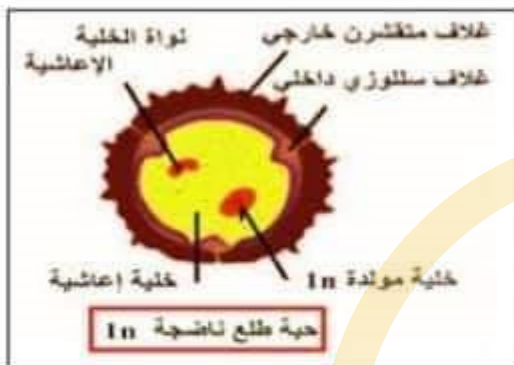 غلاف متقشرن خارجي
نواة الخلية
الإعاشية
غلاف سللوزي داخلي
خلية إعاشية
خلية مولدة 1n
حبة طلع ناضجة 1n